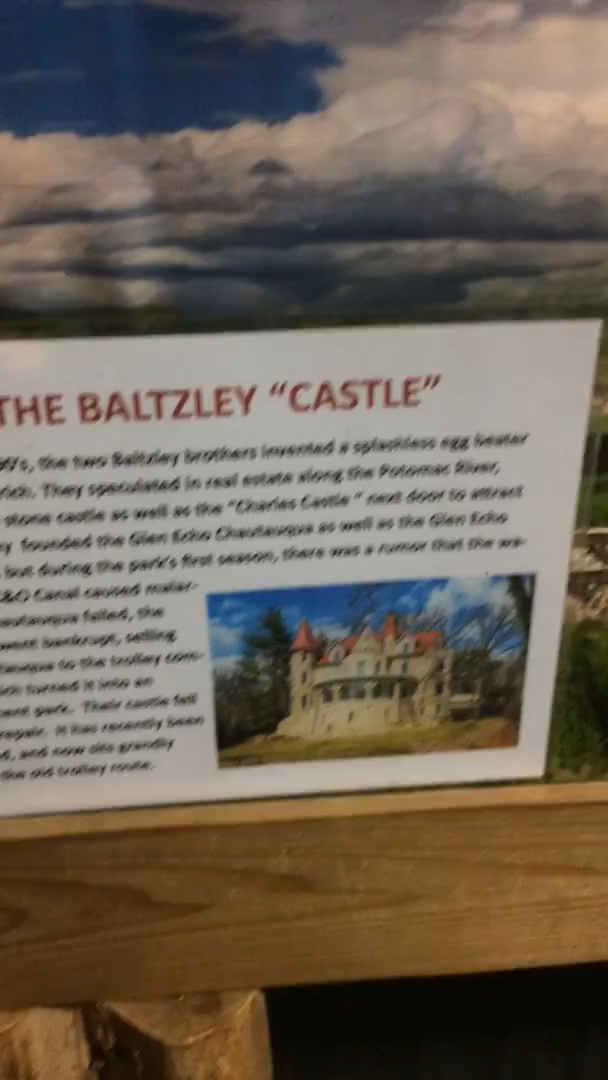 THE BALTZLEY “CASTLE”
, the two Baltzley brothers invented a splashless egg beater
rich. They speculated in real estate along the Potomac River,
stone castle as well as the “Charles Castle ” next door to attract
founded the Glen Echo Chautauqua as well as the Glen Echo
but during the park's first season, there was a rumor that the wa-
Canal caused malar-
failed, the
went bankrupt, selling
to the trolley com-
turned it into an
park. Their castle fell
repair. It has recently been
and now sits grandly
the old trolley route.